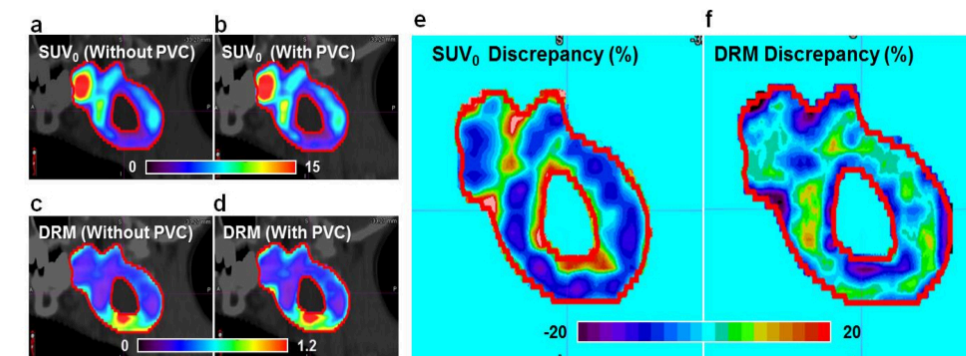 a
b
SUV0 (Without PVC)
SUV0 (With PVC)
0
15
c
d
DRM (Without PVC)
DRM (With PVC)
0
1.2
e
f
SUV0 Discrepancy (%)
DRM Discrepancy (%)
-20
20